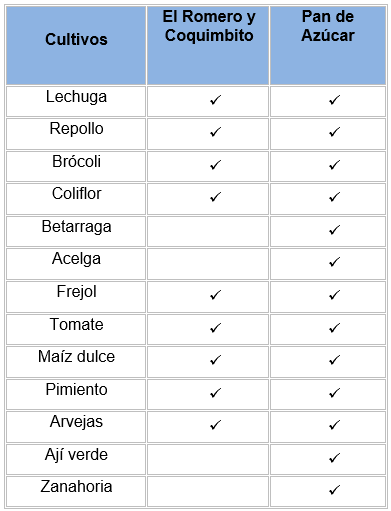 Cultivos
El Romero y
Coquimbito
Pan de
Azúcar
Lechuga ✓ ✓
Repollo ✓ ✓
Brócoli ✓ ✓
Coliflor ✓ ✓
Betarraga ✓
Acelga ✓
Frejol ✓ ✓
Tomate ✓ ✓
Maíz dulce ✓ ✓
Pimiento ✓ ✓
Arvejas ✓ ✓
Ají verde ✓
Zanahoria ✓